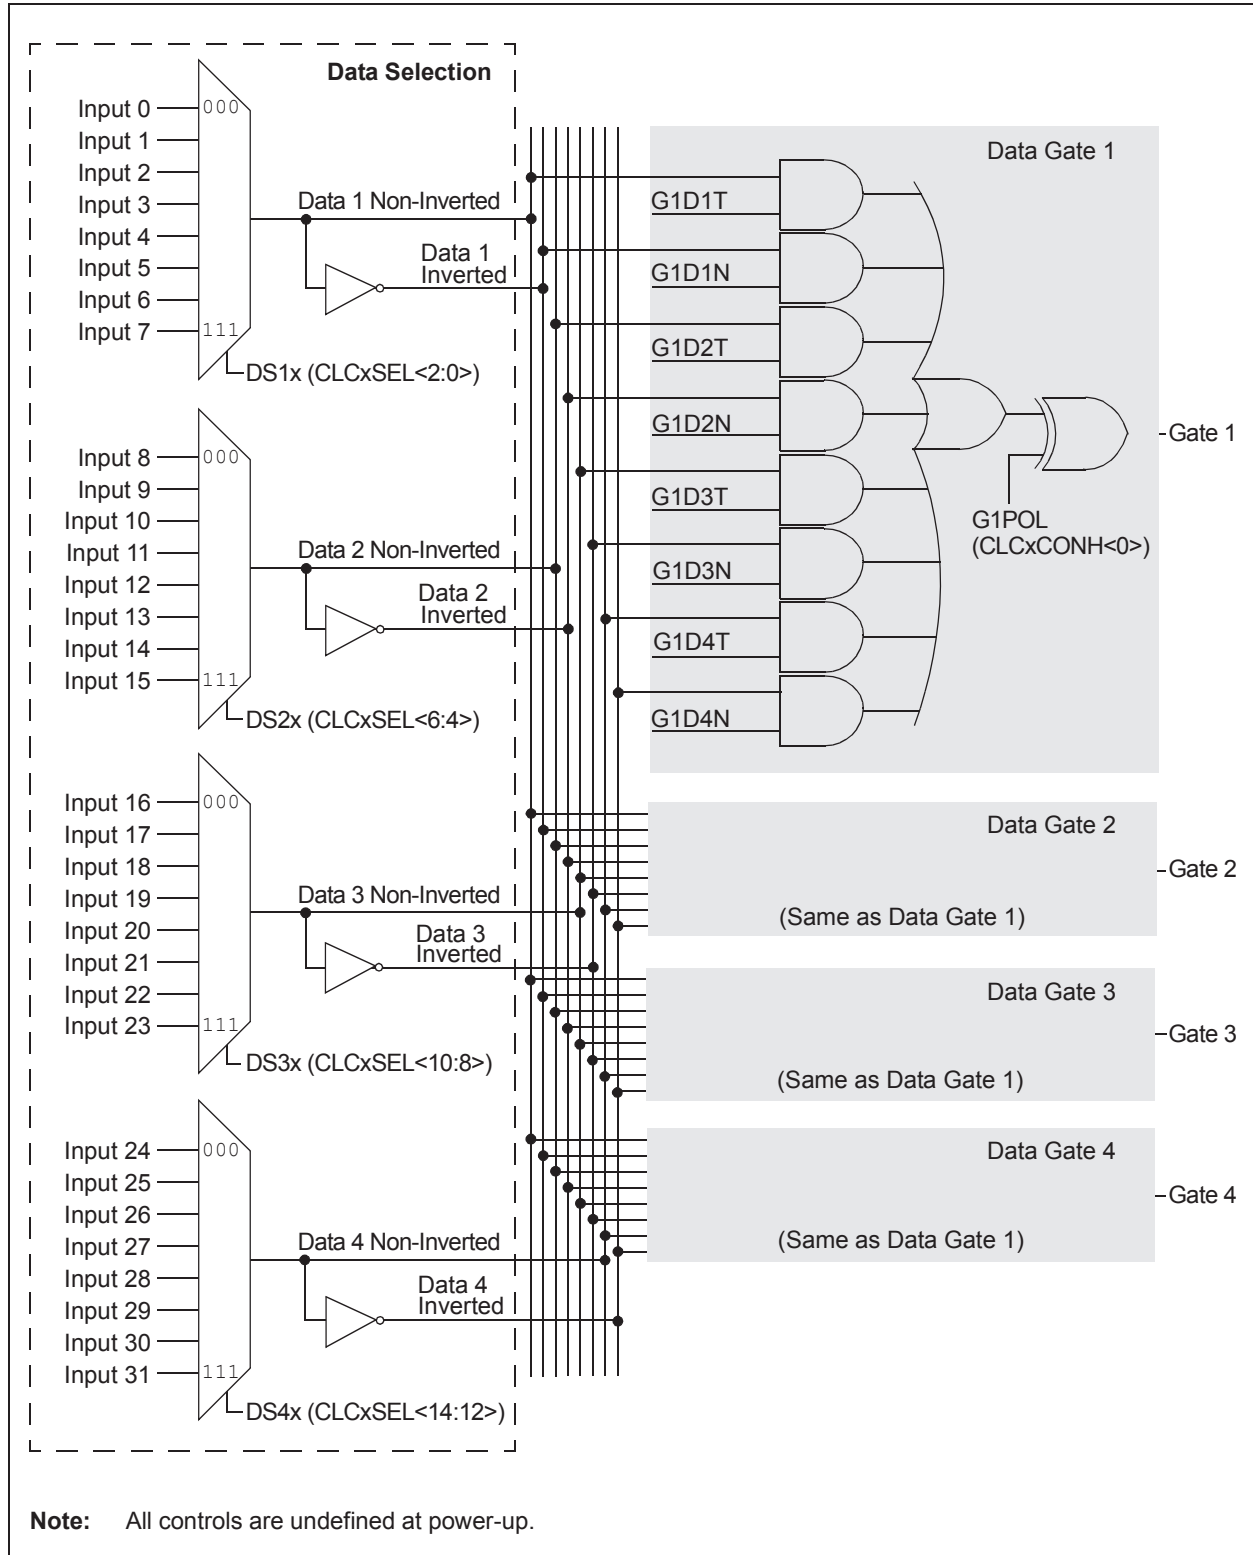 Data Selection
Input 0
000
Input 1
Input 2
Input 3
Input 4
Input 5
Input 6
Input 7
111
Data 1 Non-Inverted
Data 1
Inverted
DS1x (CLCxSEL<2:0>)
Input 8
000
Input 9
Input 10
Input 11
Input 12
Input 13
Input 14
Input 15
111
Data 2 Non-Inverted
Data 2
Inverted
DS2x (CLCxSEL<6:4>)
Input 16
000
Input 17
Input 18
Input 19
Input 20
Input 21
Input 22
Input 23
111
Data 3 Non-Inverted
Data 3
Inverted
DS3x (CLCxSEL<10:8>)
Input 24
000
Input 25
Input 26
Input 27
Input 28
Input 29
Input 30
Input 31
111
Data 4 Non-Inverted
Data 4
Inverted
DS4x (CLCxSEL<14:12>)
Data Gate 1
G1D1T
G1D1N
G1D2T
G1D2N
G1D3T
G1D3N
G1D4T
G1D4N
G1POL
(CLCxCONH<0>)
Gate 1
Data Gate 2
(Same as Data Gate 1)
Gate 2
Data Gate 3
(Same as Data Gate 1)
Gate 3
Data Gate 4
(Same as Data Gate 1)
Gate 4
Note: All controls are undefined at power-up.